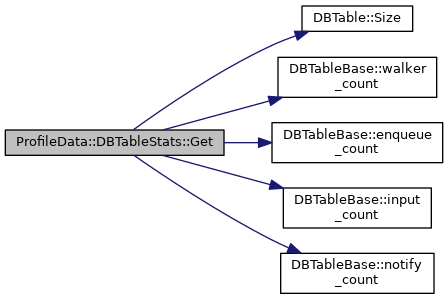 ProfileData::DBTableStats::Get
DBTable::Size
DBTableBase::walker
_count
DBTableBase::enqueue
_count
DBTableBase::input
_count
DBTableBase::notify
_count